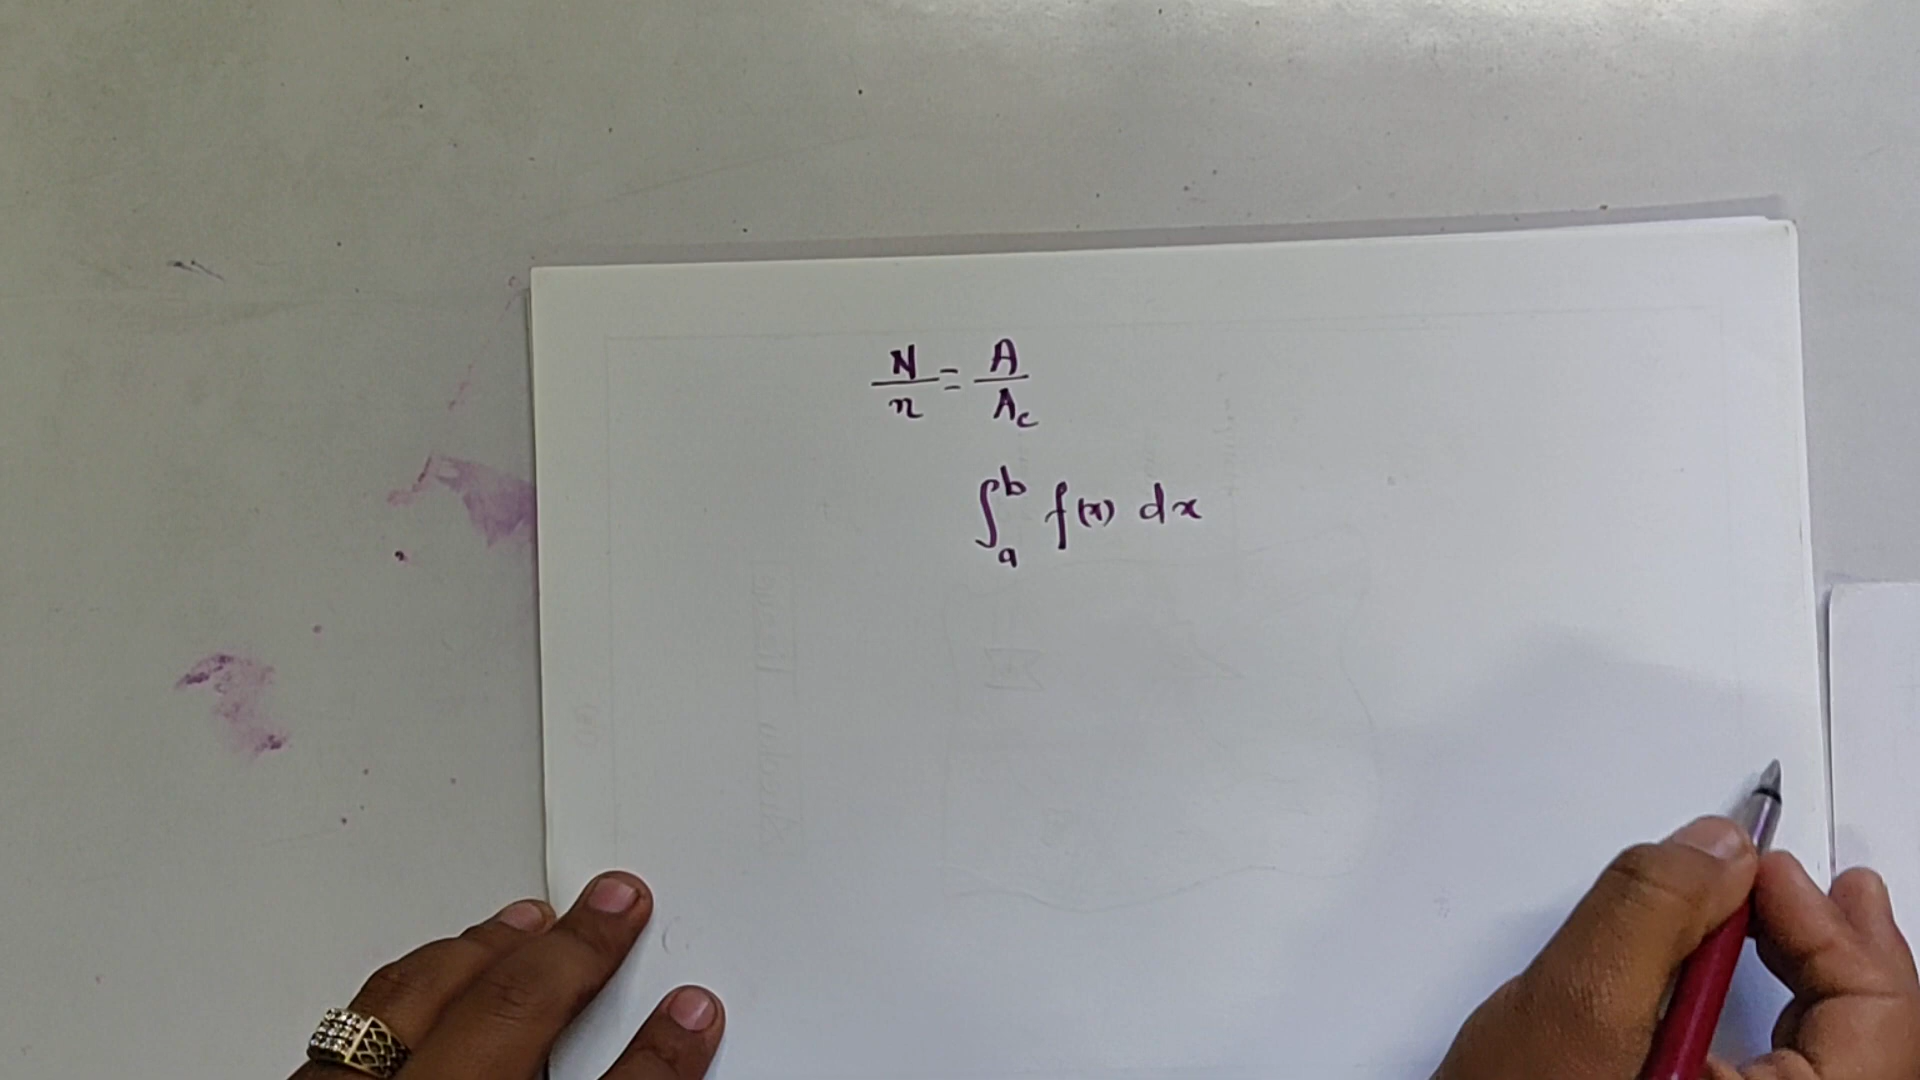 N/n = A/A_c
∫_a^b f(x) dx